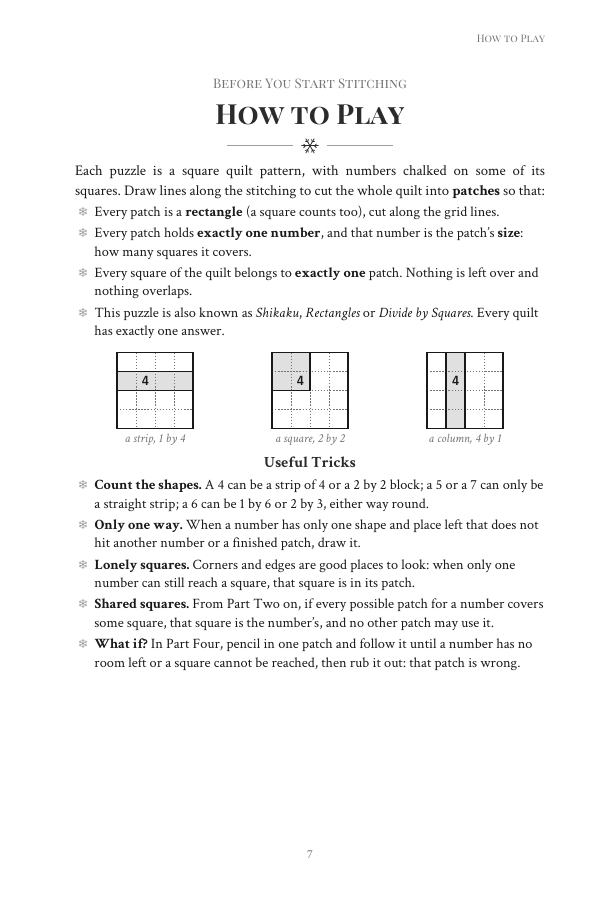 How to Play
Before You Start Stitching
How to Play
Each puzzle is a square quilt pattern, with numbers chalked on some of its
squares. Draw lines along the stitching to cut the whole quilt into patches so that:
Every patch is a rectangle (a square counts too), cut along the grid lines.
Every patch holds exactly one number, and that number is the patch's size:
how many squares it covers.
Every square of the quilt belongs to exactly one patch. Nothing is left over and
nothing overlaps.
This puzzle is also known as Shikaku, Rectangles or Divide by Squares. Every quilt
has exactly one answer.
4 4 4
a strip, 1 by 4 a square, 2 by 2 a column, 4 by 1
Useful Tricks
Count the shapes. A 4 can be a strip of 4 or a 2 by 2 block; a 5 or a 7 can only be
a straight strip; a 6 can be 1 by 6 or 2 by 3, either way round.
Only one way. When a number has only one shape and place left that does not
hit another number or a finished patch, draw it.
Lonely squares. Corners and edges are good places to look: when only one
number can still reach a square, that square is in its patch.
Shared squares. From Part Two on, if every possible patch for a number covers
some square, that square is the number's, and no other patch may use it.
What if? In Part Four, pencil in one patch and follow it until a number has no
room left or a square cannot be reached, then rub it out: that patch is wrong.
7